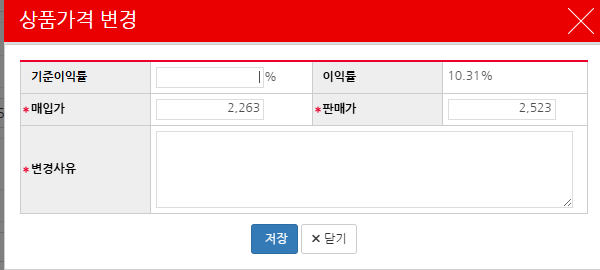 상품가격 변경
기준이익률 % 이익률 10.31%
*매입가 2,263 *판매가 2,523
*변경사유
저장 × 닫기